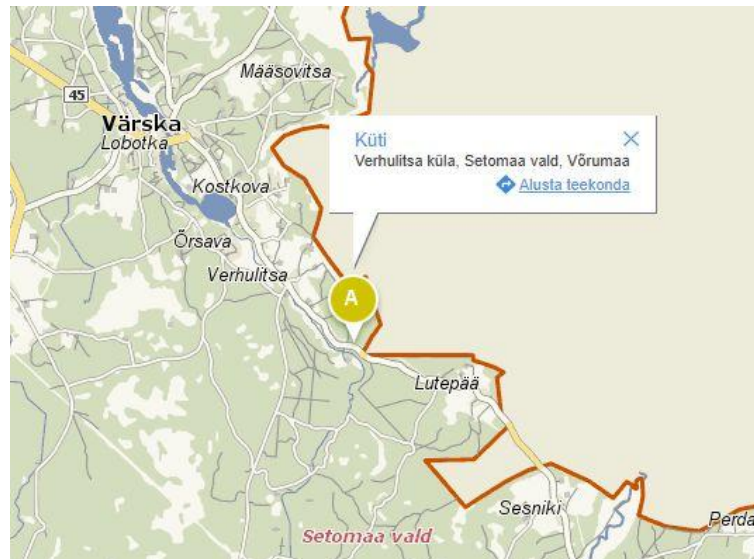 Määsovitsa
45
Värska
Lobotka
Küti
Verhulitsa küla, Setomaa vald, Võrumaa
Alusta teekonda
Kostkova
Õrsava
Verhulitsa
A
Lutepää
Sesniki
Perda
Setomaa vald